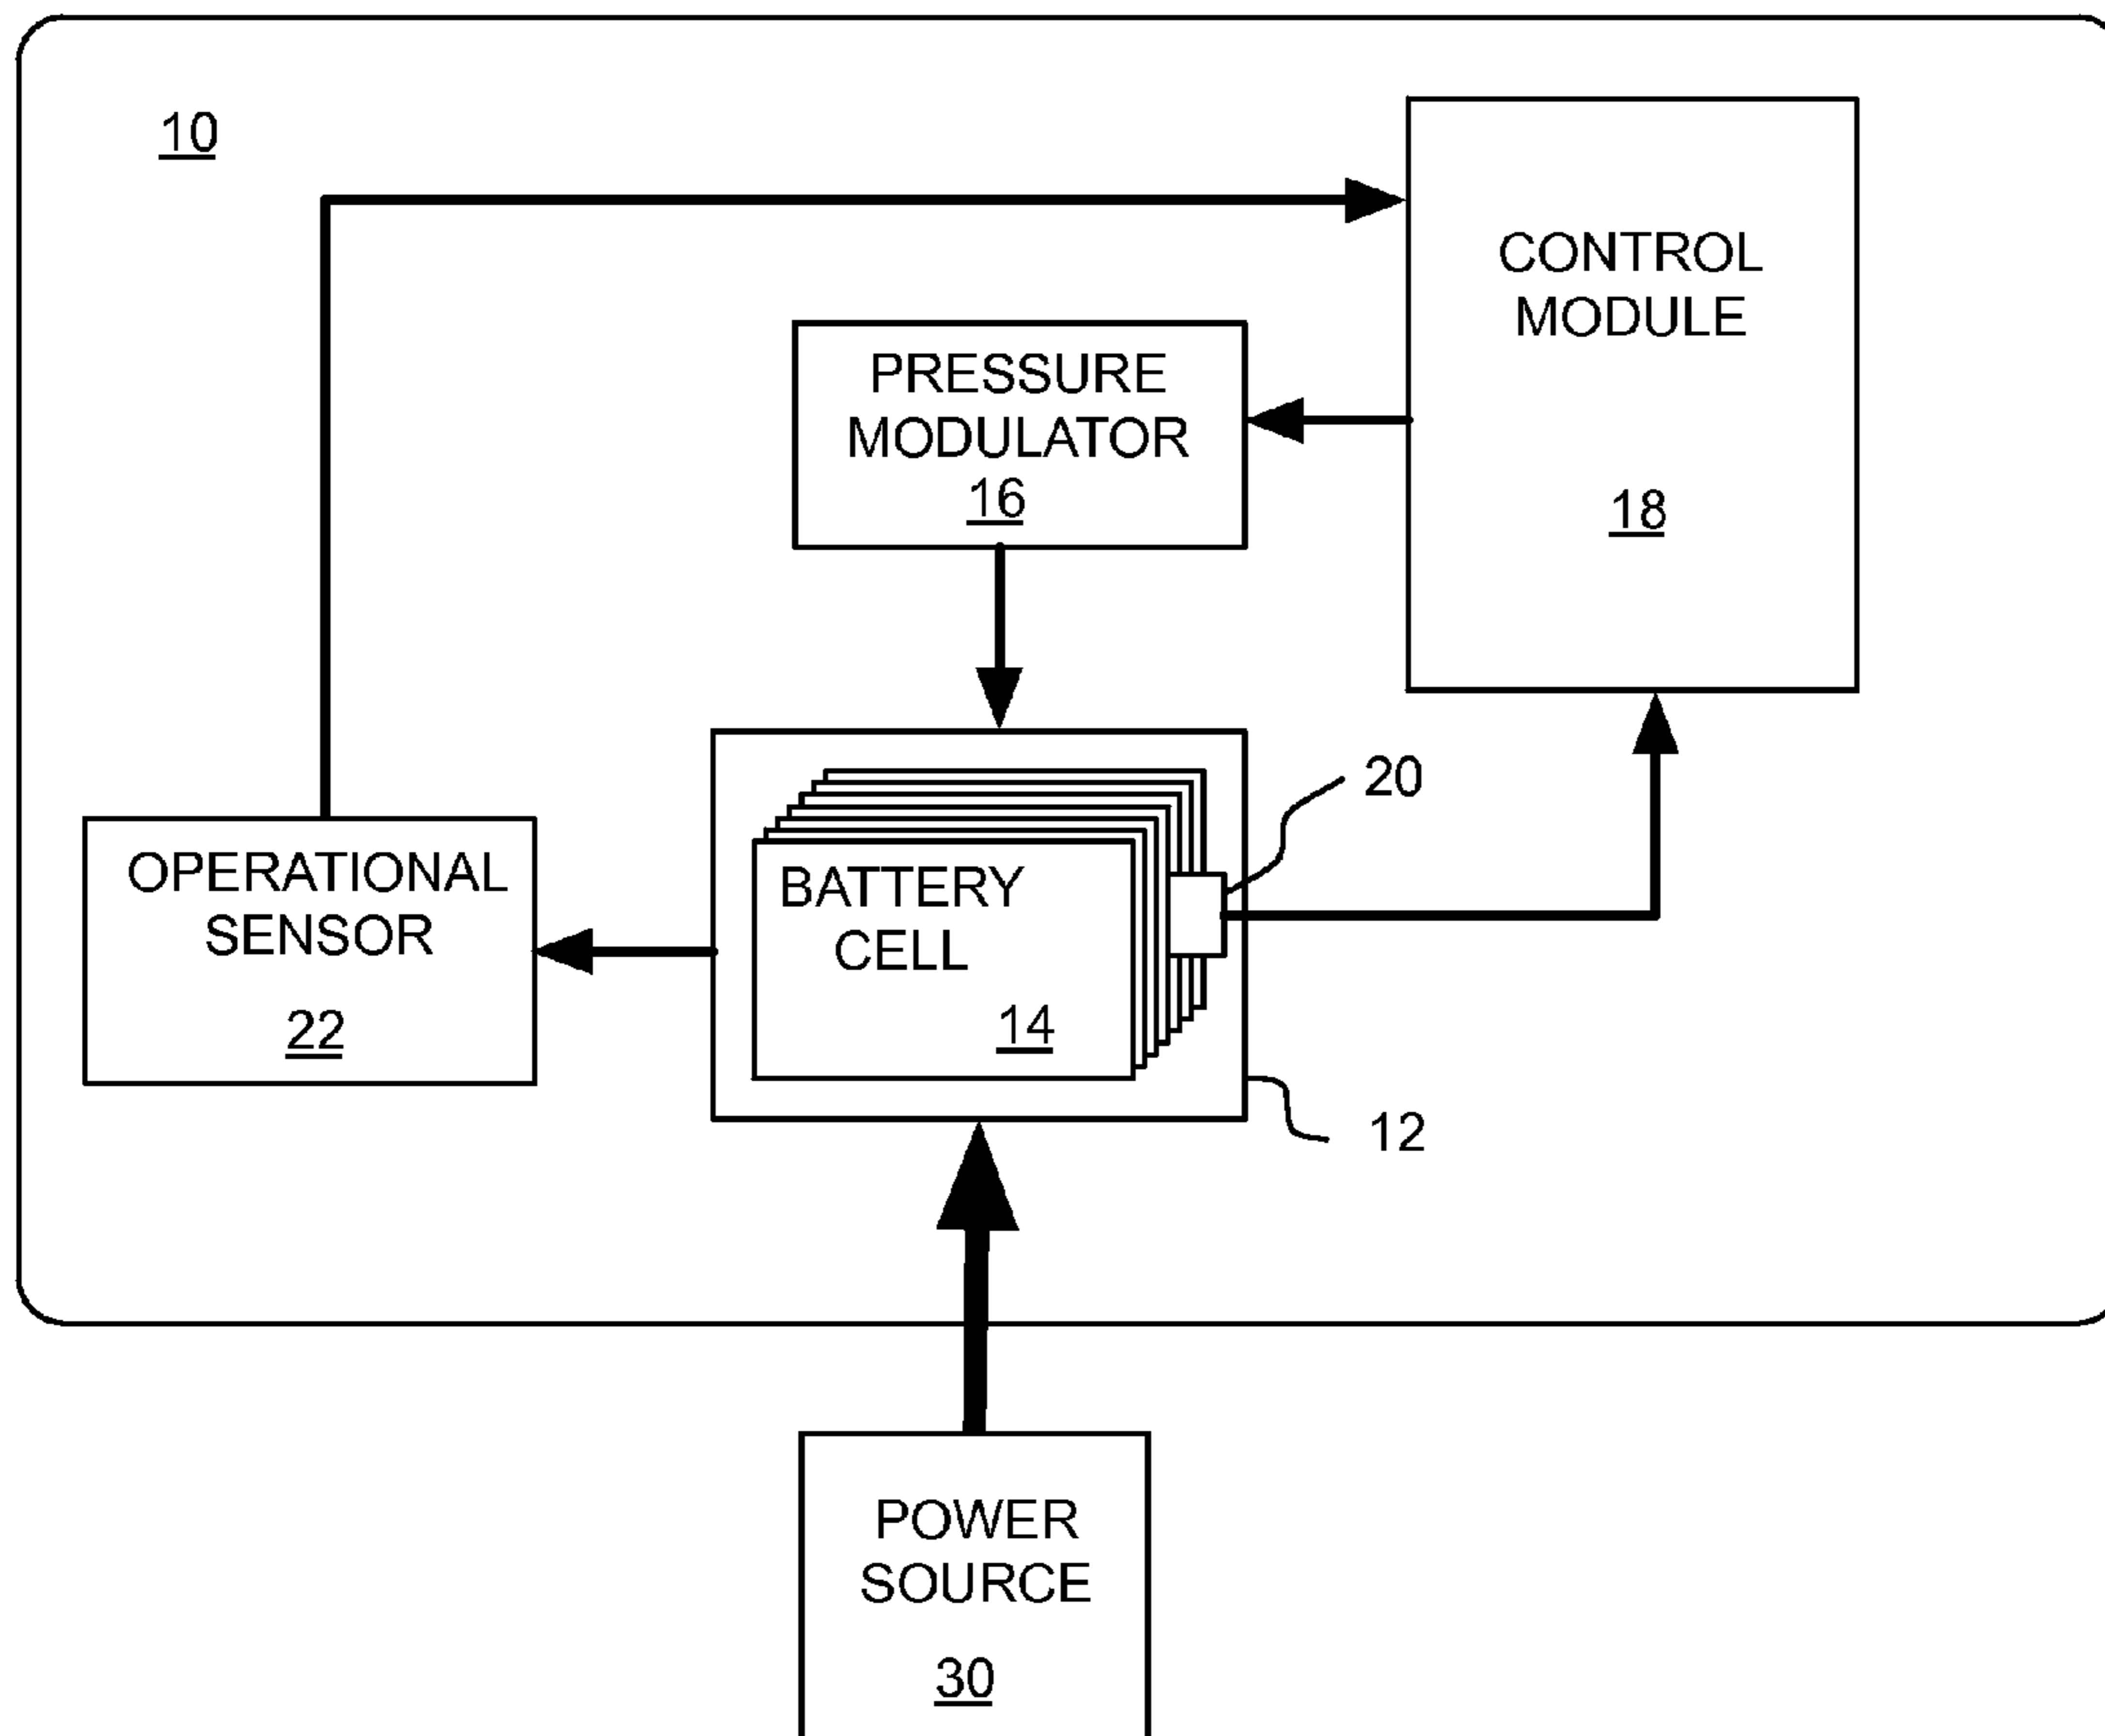 10
CONTROL
MODULE
18
PRESSURE
MODULATOR
16
20
BATTERY
CELL
14
OPERATIONAL
SENSOR
22
12
POWER
SOURCE
30